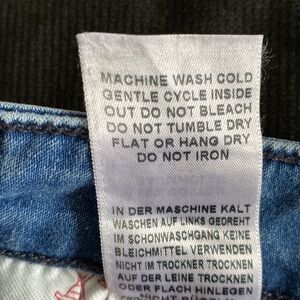 MACHINE WASH COLD
GENTLE CYCLE INSIDE
OUT DO NOT BLEACH
DO NOT TUMBLE DRY
FLAT OR HANG DRY
DO NOT IRON
IN DER MASCHINE KALT
WASCHEN AUF LINKS GEDREHT
IM SCHONWASCHGANG KEINE
BLEICHMITTEL VERWENDEN
NICHT IM TROCKNER TROCKNEN
AUF DER LEINE TROCKNEN
ODER FLACH HINLEGEN
NICHT